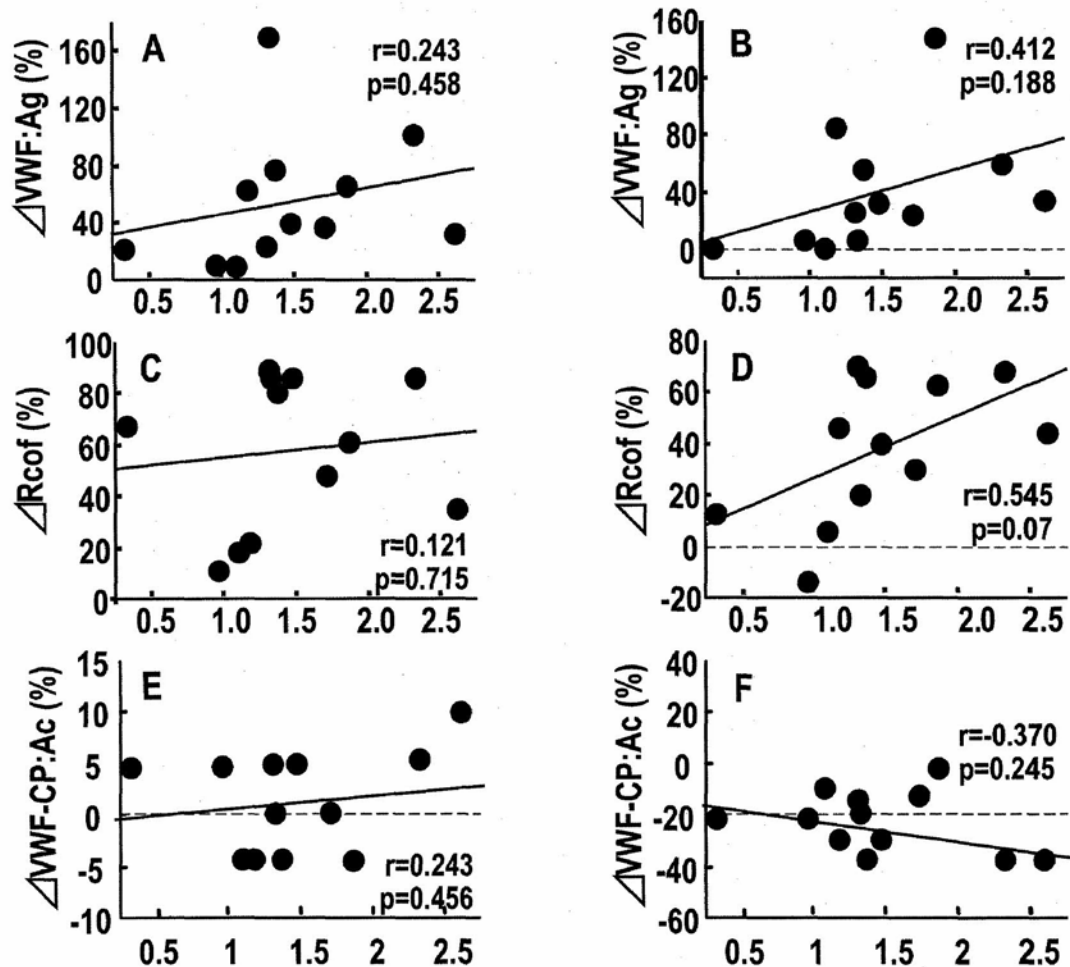 ΔVWF:Ag (%)
A
r=0.243
p=0.458
160
120
80
40
0
0.5 1.0 1.5 2.0 2.5
ΔVWF:Ag (%)
B
r=0.412
p=0.188
160
120
80
40
0
0.5 1.0 1.5 2.0 2.5
ΔRcof (%)
C
r=0.121
p=0.715
100
80
60
40
20
0
0.5 1.0 1.5 2.0 2.5
ΔRcof (%)
D
r=0.545
p=0.07
80
60
40
20
0
-20
0.5 1.0 1.5 2.0 2.5
ΔVWF-CP:Ac (%)
E
r=0.243
p=0.456
15
10
5
0
-5
-10
0.5 1 1.5 2 2.5
ΔVWF-CP:Ac (%)
F
r=-0.370
p=0.245
40
20
0
-20
-40
-60
0.5 1 1.5 2 2.5